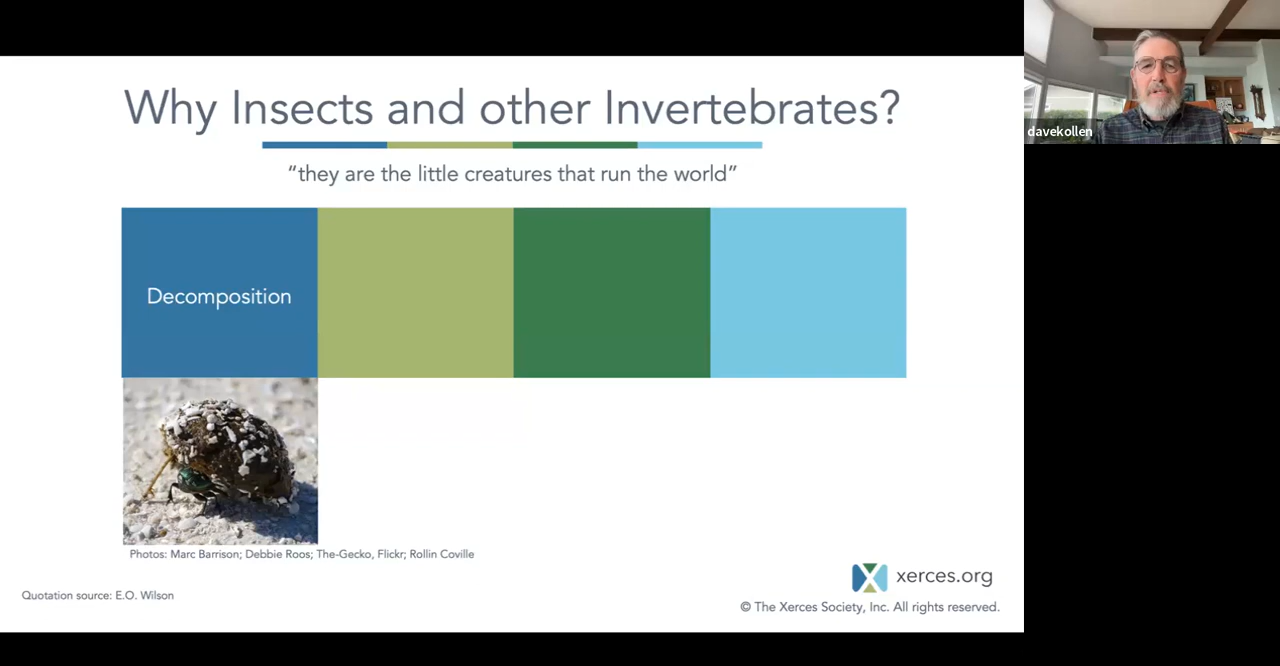 Why Insects and other Invertebrates?
“they are the little creatures that run the world”
Decomposition
Photos: Marc Barrison; Debbie Roos; The-Gecko, Flickr; Rollin Coville
Quotation source: E.O. Wilson
xerces.org
© The Xerces Society, Inc. All rights reserved.
davekollen